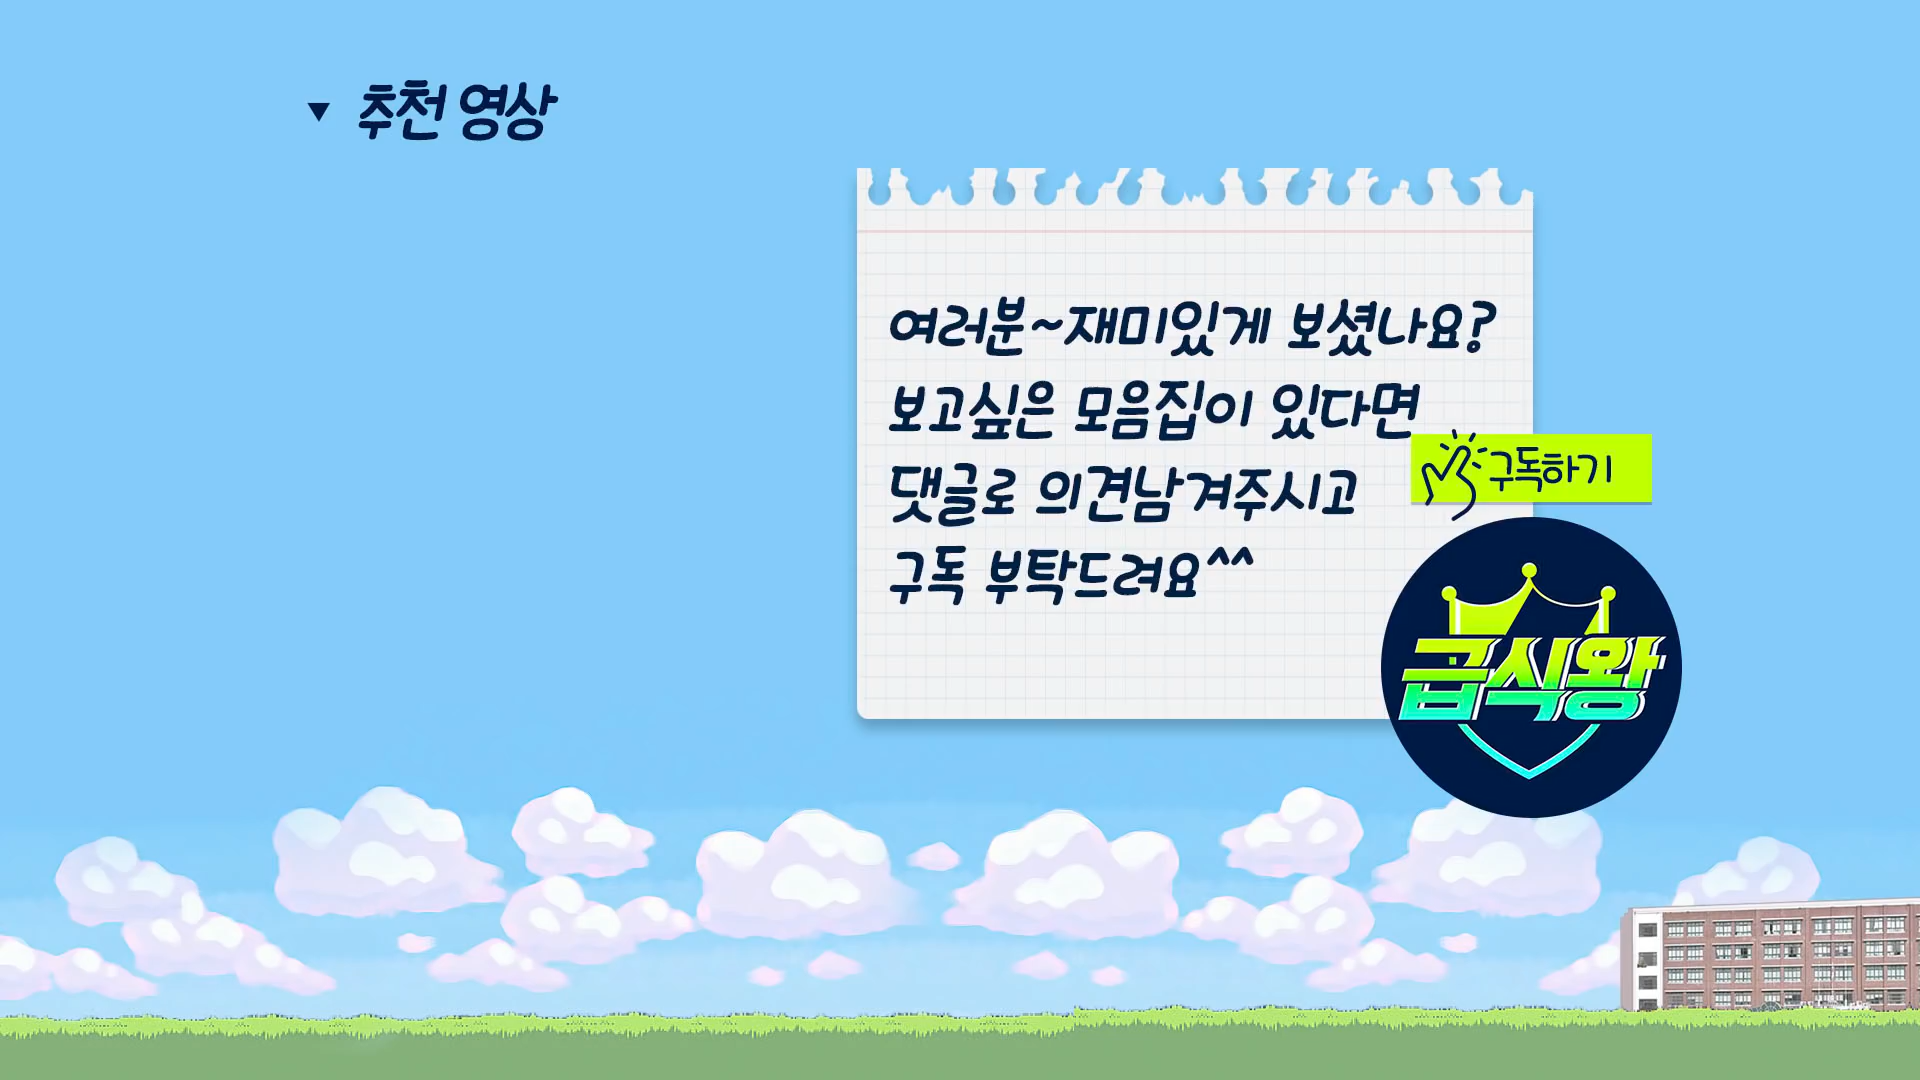 ▼ 추천 영상
여러분~재미있게 보셨나요?
보고싶은 모음집이 있다면
댓글로 의견남겨주시고
구독 부탁드려요^^
구독하기
급식왕